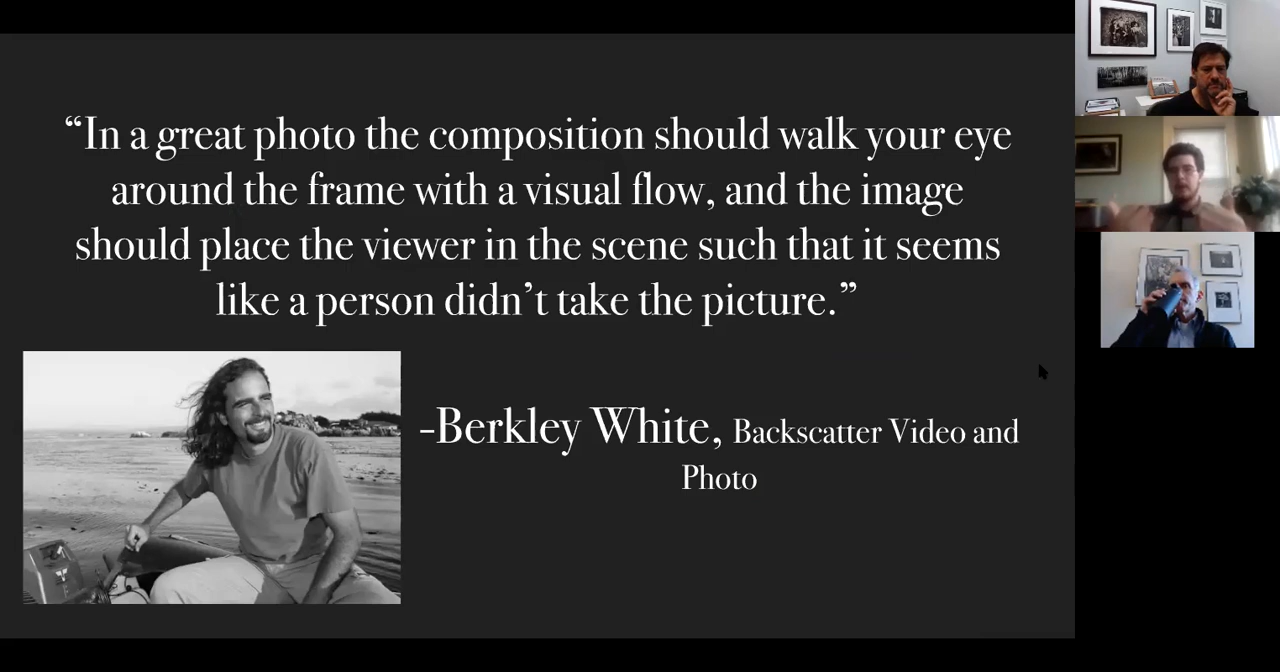 “In a great photo the composition should walk your eye
around the frame with a visual flow, and the image
should place the viewer in the scene such that it seems
like a person didn’t take the picture.”
-Berkley White, Backscatter Video and
Photo